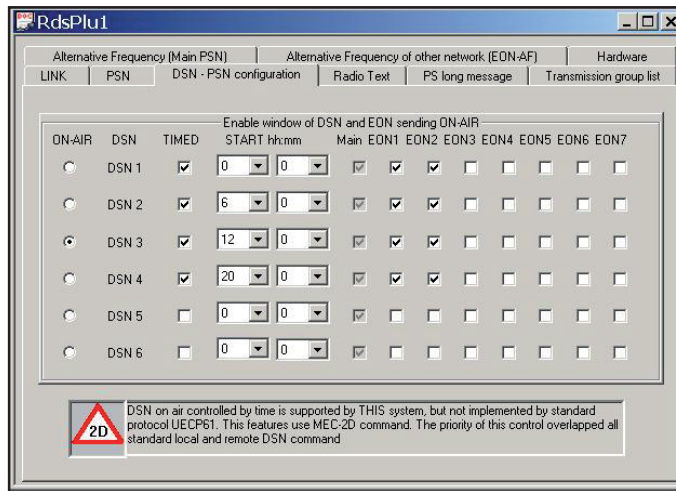 RdsPlu1
Alternative Frequency (Main PSN) Alternative Frequency of other network (EON-AF) Hardware
LINK PSN DSN - PSN configuration Radio Text PS long message Transmission group list
Enable window of DSN and EON sending ON-AIR
ON-AIR DSN TIMED START hh:mm Main EON1 EON2 EON3 EON4 EON5 EON6 EON7
DSN 1 0 0
DSN 2 6 0
DSN 3 12 0
DSN 4 20 0
DSN 5 0 0
DSN 6 0 0
DSN on air controlled by time is supported by THIS system, but not implemented by standard
2D protocol UECP61. This features use MEC-2D command. The priority of this control overlapped all
standard local and remote DSN command